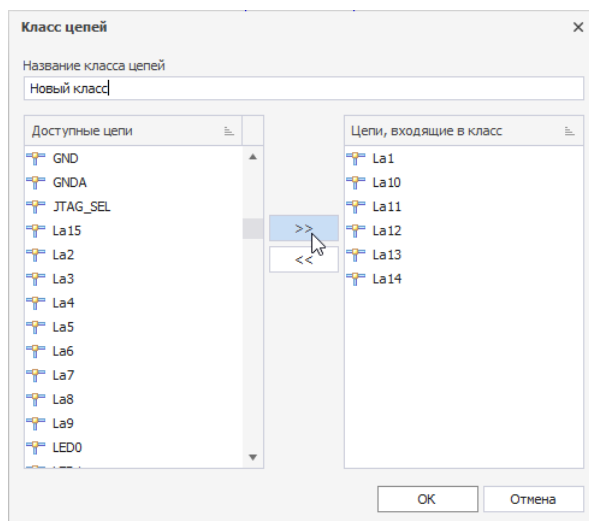 Класс цепей
Название класса цепей
Новый класс
Доступные цепи
GND
GNDA
JTAG_SEL
La15
La2
La3
La4
La5
La6
La7
La8
La9
LED0
>>
<<
Цепи, входящие в класс
La1
La10
La11
La12
La13
La14
OK
Отмена